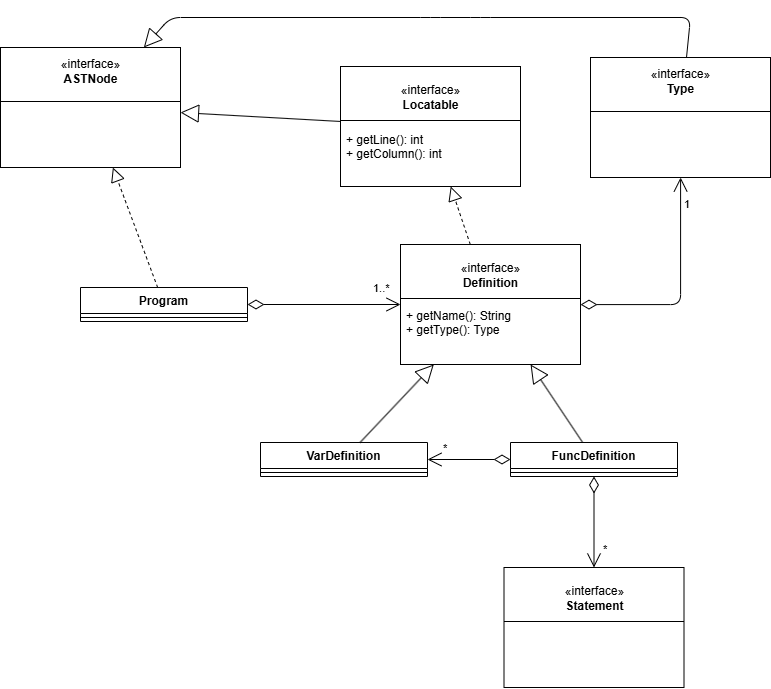 «interface»
ASTNode
«interface»
Locatable
+ getLine(): int
+ getColumn(): int
«interface»
Type
1
Program
1..*
«interface»
Definition
+ getName(): String
+ getType(): Type
VarDefinition
*
FuncDefinition
*
«interface»
Statement